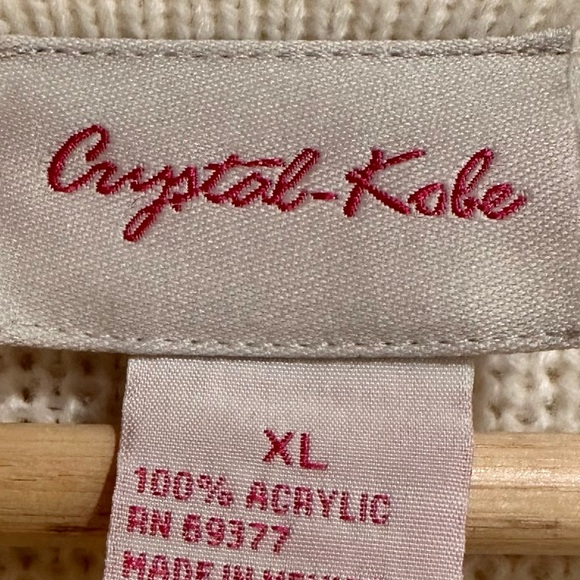 Crystal-Kobe
XL
100% ACRYLIC
RN 69377
MADE IN